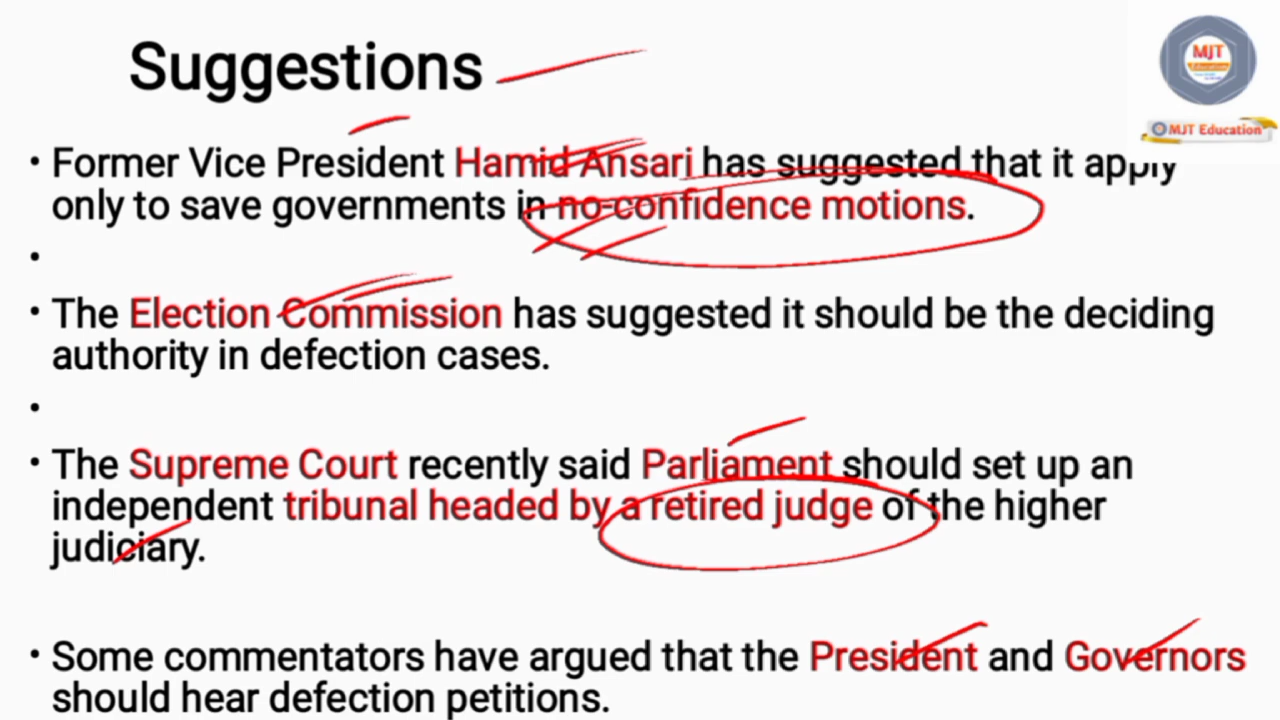 Suggestions
MJT
Education
MJT Education
• Former Vice President Hamid Ansari has suggested that it apply
only to save governments in no-confidence motions.
•
• The Election Commission has suggested it should be the deciding
authority in defection cases.
•
• The Supreme Court recently said Parliament should set up an
independent tribunal headed by a retired judge of the higher
judiciary.
• Some commentators have argued that the President and Governors
should hear defection petitions.